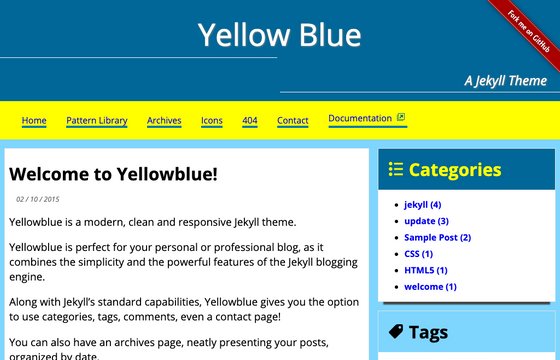 Yellow Blue
Fork me on GitHub
A Jekyll Theme
Home Pattern Library Archives Icons 404 Contact Documentation
Welcome to Yellowblue!
02 / 10 / 2015
Yellowblue is a modern, clean and responsive Jekyll theme.
Yellowblue is perfect for your personal or professional blog, as it
combines the simplicity and the powerful features of the Jekyll blogging
engine.
Along with Jekyll's standard capabilities, Yellowblue gives you the option
to use categories, tags, comments, even a contact page!
You can also have an archives page, neatly presenting your posts,
organized by date.
Categories
jekyll (4)
update (3)
Sample Post (2)
CSS (1)
HTML5 (1)
welcome (1)
Tags